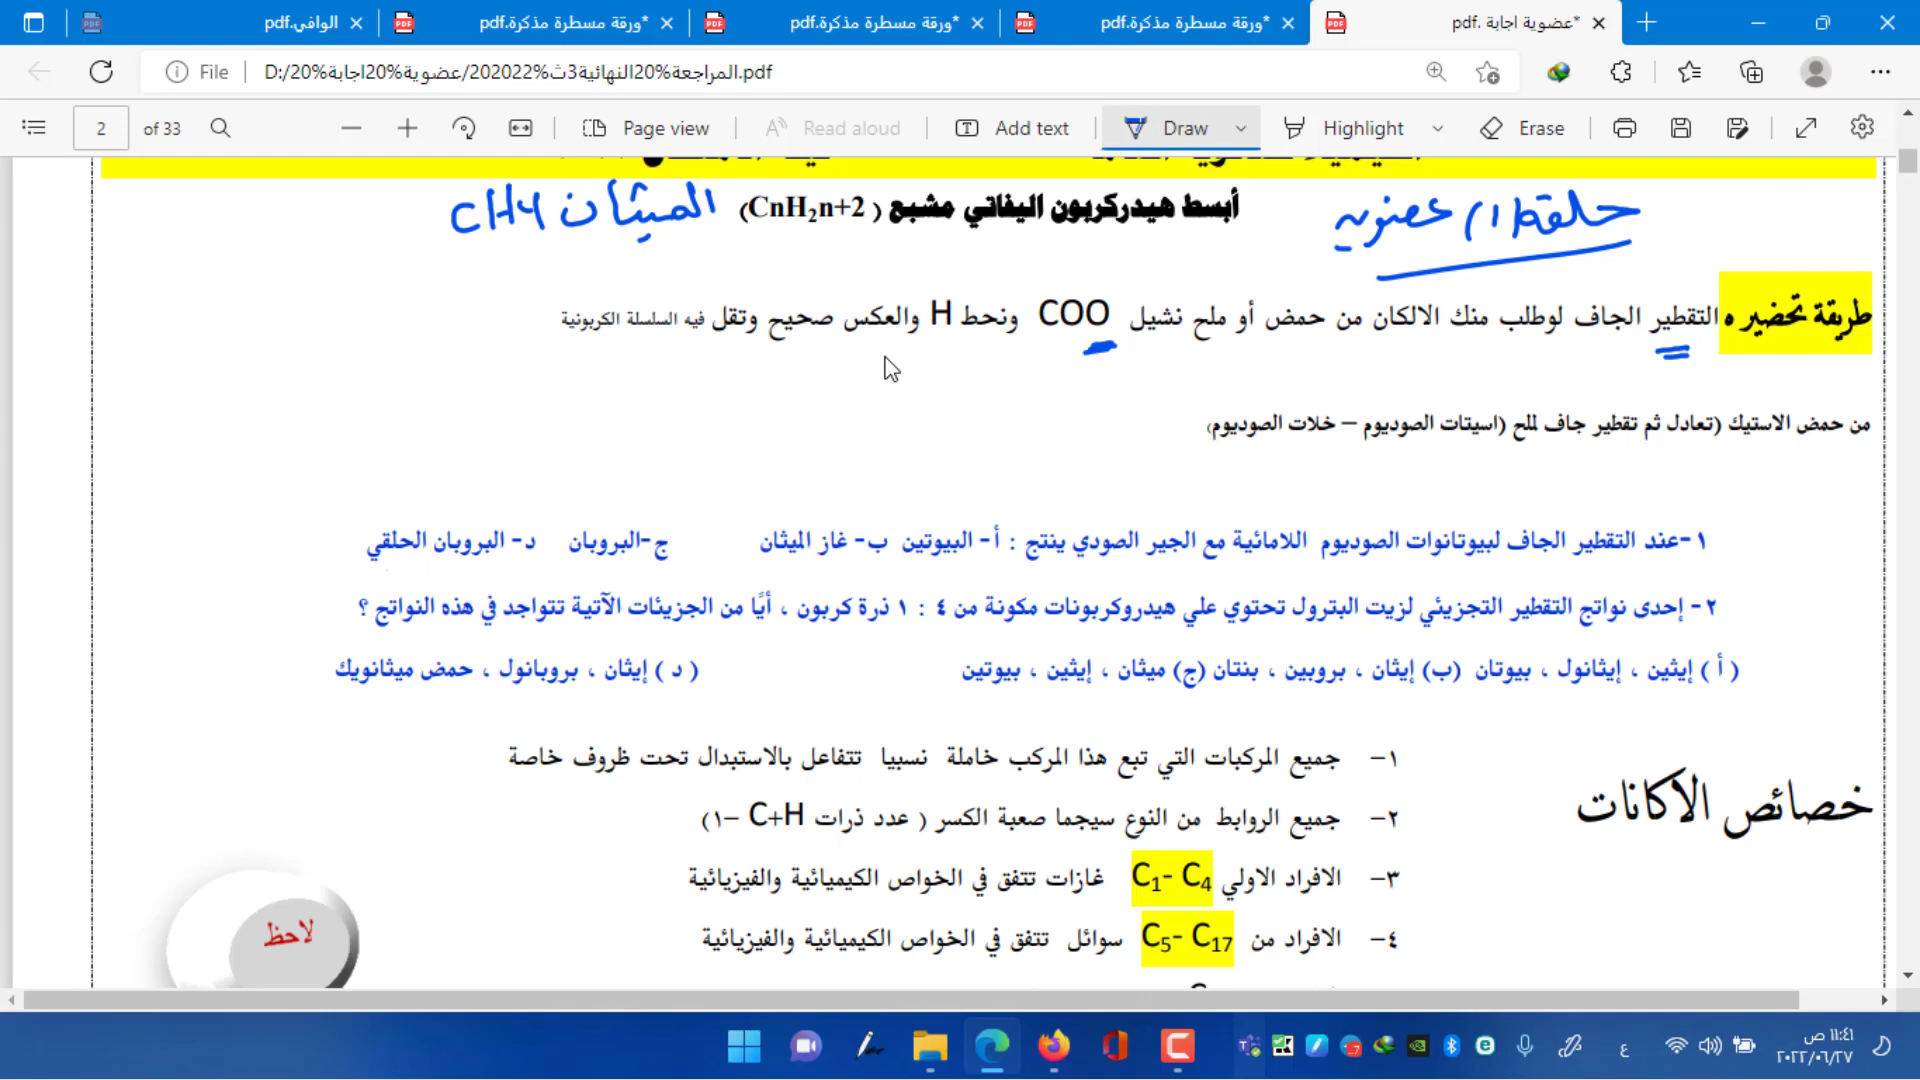 الوافي.pdf
*ورقة مسطرة مذكرة.pdf
*ورقة مسطرة مذكرة.pdf
*ورقة مسطرة مذكرة.pdf
*عضوية اجابة .pdf
File
D:/20%المراجعة%20النهائية3ث%202022/عضوية%20اجابة.pdf
2 of 33
Page view
Read aloud
Add text
Draw
Highlight
Erase
حلقة (1) عضوية
أبسط هيدركربون اليفاتي مشبع (CnH2n+2)
الميثان CH4
طريقة تحضيره التقطير الجاف لوطلب منك الالكان من حمض أو ملح نشيل COO ونحط H والعكس صحيح وتقل فيه السلسلة الكربونية
من حمض الاستيك (تعادل ثم تقطير جاف لملح (اسيتات الصوديوم – خلات الصوديوم)
١-عند التقطير الجاف لبيوتانوات الصوديوم اللامائية مع الجير الصودي ينتج : أ- البيوتين ب- غاز الميثان ج-البروبان د- البروبان الحلقي
٢- إحدى نواتج التقطير التجزيئي لزيت البترول تحتوي علي هيدروكربونات مكونة من ٤ : ١ ذرة كربون ، أيًا من الجزيئات الآتية تتواجد في هذه النواتج ؟
( أ ) إيثين ، إيثانول ، بيوتان (ب) إيثان ، بروبين ، بنتان (ج) ميثان ، إيثين ، بيوتين ( د ) إيثان ، بروبانول ، حمض ميثانويك
خصائص الاكانات
١- جميع المركبات التي تبع هذا المركب خاملة نسبيا تتفاعل بالاستبدال تحت ظروف خاصة
٢- جميع الروابط من النوع سيجما صعبة الكسر ( عدد ذرات C+H –١)
٣- الافراد الاولي C1- C4 غازات تتفق في الخواص الكيميائية والفيزيائية
٤- الافراد من C5- C17 سوائل تتفق في الخواص الكيميائية والفيزيائية
لاحظ
ع
١١:٤١ ص
٢٠٢٢/٠٦/٢٧